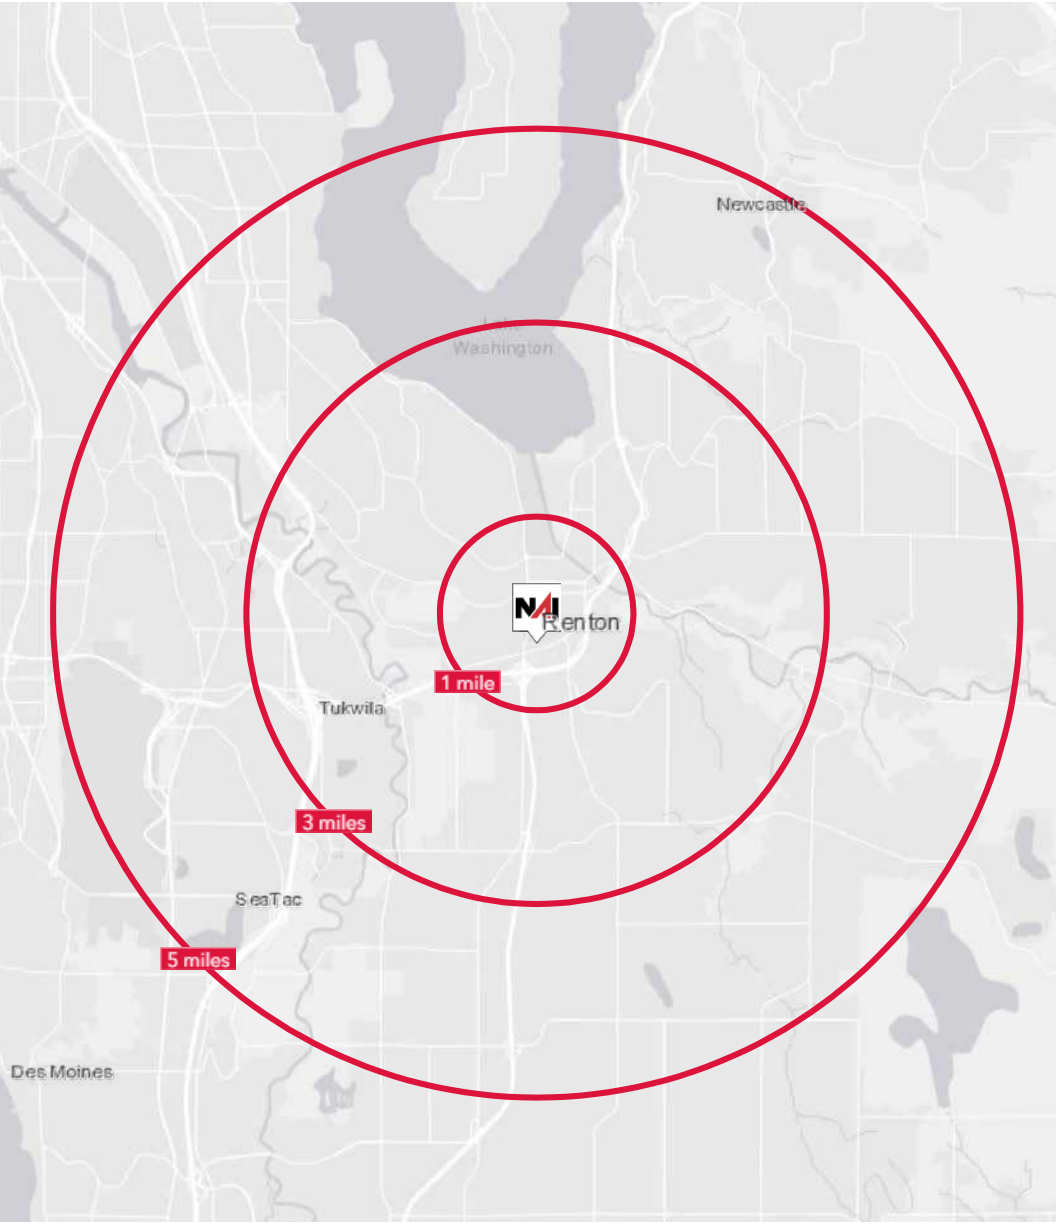 Newcastle
Lake
Washington
NAI
Renton
1 mile
Tukwila
3 miles
SeaTac
5 miles
Des Moines